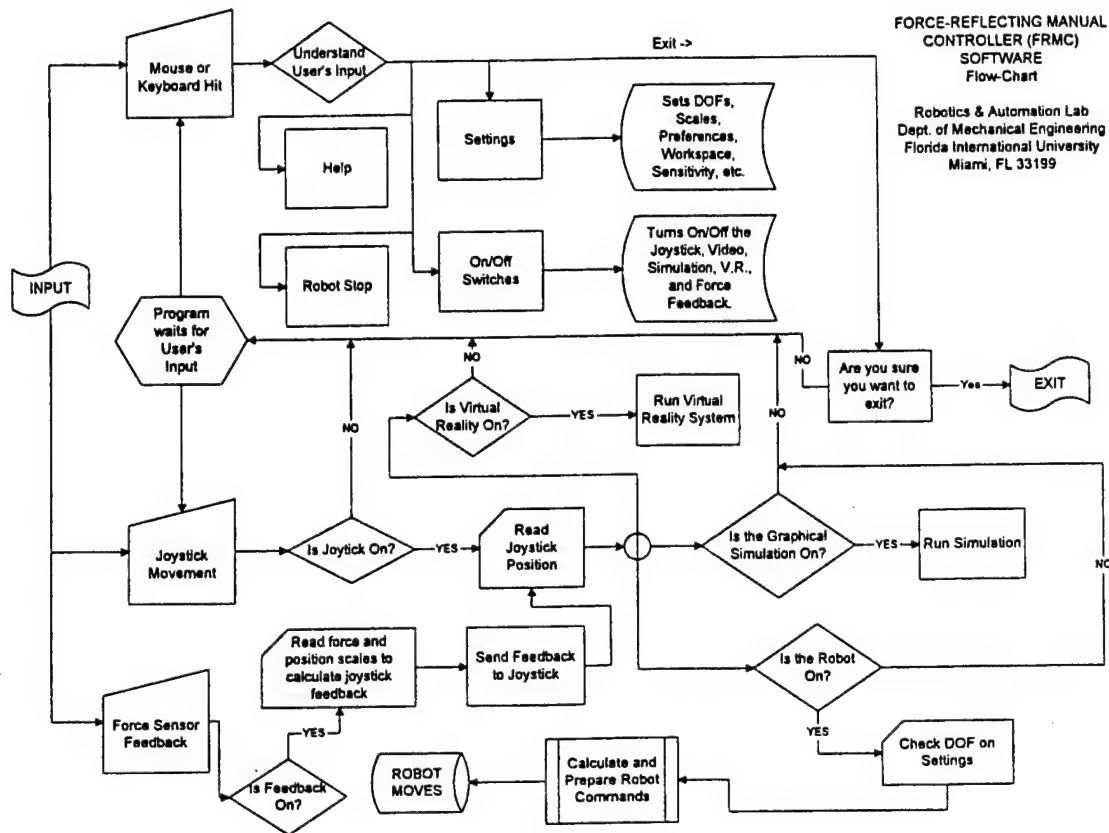 FORCE-REFLECTING MANUAL
CONTROLLER (FRMC)
SOFTWARE
Flow-Chart
Robotics & Automation Lab
Dept. of Mechanical Engineering
Florida International University
Miami, FL 33199
Mouse or
Keyboard Hit
Understand
User's Input
Exit ->
Settings
Sets DOFs,
Scales,
Preferences,
Workspace,
Sensitivity, etc.
Help
On/Off
Switches
Turns On/Off the
Joystick, Video,
Simulation, V.R.,
and Force
Feedback.
Robot Stop
INPUT
Program
waits for
User's
Input
NO
NO
NO
NO
Are you sure
you want to
exit?
Yes
EXIT
Is Virtual
Reality On?
YES
Run Virtual
Reality System
Joystick
Movement
Is Joytick On?
YES
Read
Joystick
Position
Is the Graphical
Simulation On?
YES
Run Simulation
NO
Read force and
position scales to
calculate joystick
feedback
Send Feedback
to Joystick
Is the Robot
On?
YES
Force Sensor
Feedback
YES
Is Feedback
On?
ROBOT
MOVES
Calculate and
Prepare Robot
Commands
Check DOF on
Settings